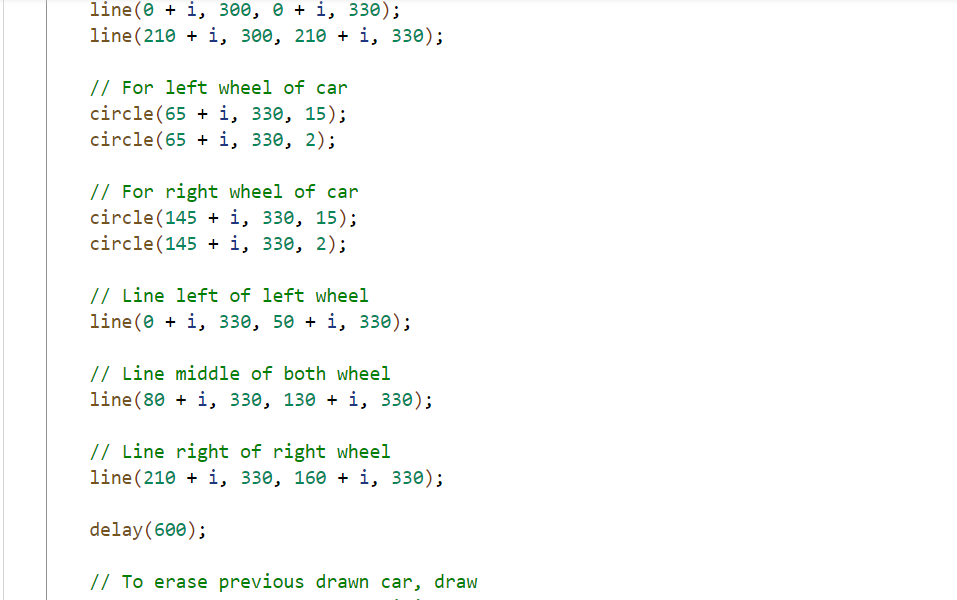 line(0 + i, 300, 0 + i, 330);
line(210 + i, 300, 210 + i, 330);
// For left wheel of car
circle(65 + i, 330, 15);
circle(65 + i, 330, 2);
// For right wheel of car
circle(145 + i, 330, 15);
circle(145 + i, 330, 2);
// Line left of left wheel
line(0 + i, 330, 50 + i, 330);
// Line middle of both wheel
line(80 + i, 330, 130 + i, 330);
// Line right of right wheel
line(210 + i, 330, 160 + i, 330);
delay(600);
// To erase previous drawn car, draw